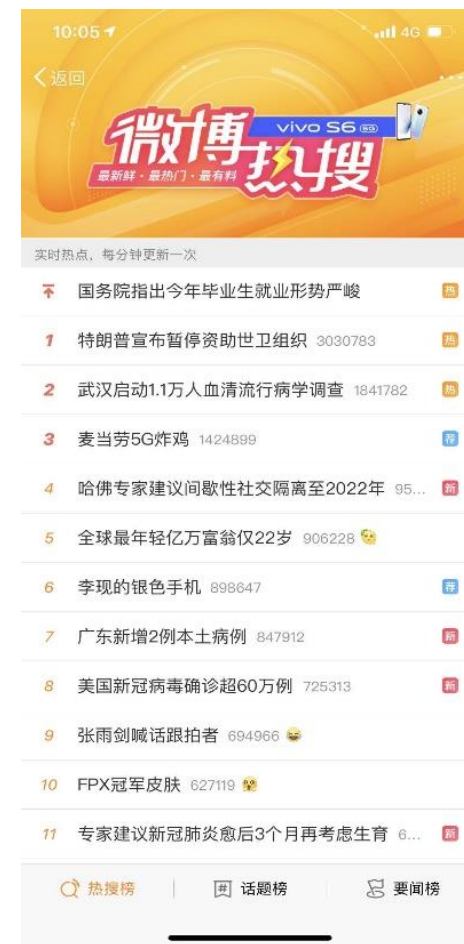 10:05 4G
返回
vivo S6 5G
微博热搜
最新鲜·最热门·最有料
实时热点，每分钟更新一次
国务院指出今年毕业生就业形势严峻 热
1 特朗普宣布暂停资助世卫组织 3030783 热
2 武汉启动1.1万人血清流行病学调查 1841782 热
3 麦当劳5G炸鸡 1424899 荐
4 哈佛专家建议间歇性社交隔离至2022年 95... 新
5 全球最年轻亿万富翁仅22岁 906228
6 李现的银色手机 898647 荐
7 广东新增2例本土病例 847912 新
8 美国新冠病毒确诊超60万例 725313 新
9 张雨剑喊话跟拍者 694966
10 FPX冠军皮肤 627119
11 专家建议新冠肺炎愈后3个月再考虑生育 6... 新
热搜榜 # 话题榜 要闻榜